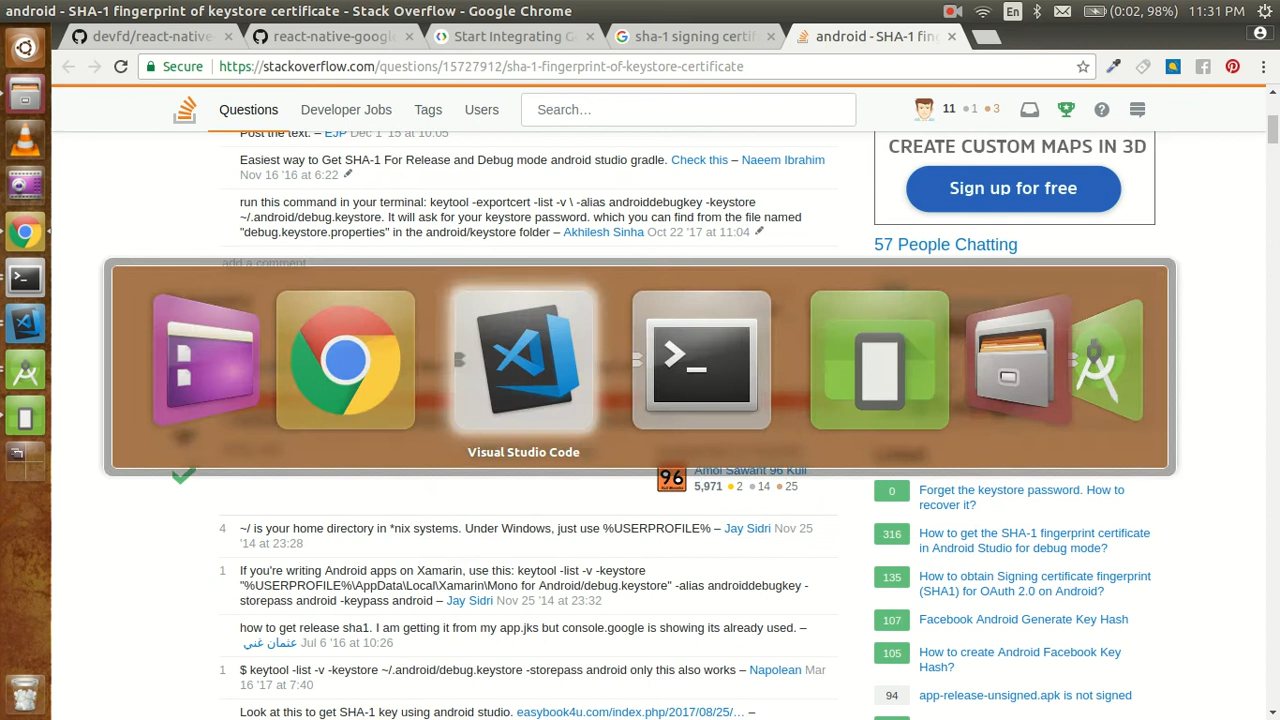 android - SHA-1 fingerprint of keystore certificate - Stack Overflow - Google Chrome
En
(0:02, 98%)
11:31 PM
devfd/react-native
react-native-google
Start Integrating G
sha-1 signing certif
android - SHA-1 fin
Secure
https://stackoverflow.com/questions/15727912/sha-1-fingerprint-of-keystore-certificate
Questions
Developer Jobs
Tags
Users
Search...
11 1 3
Post the text. – EJP Dec 1 '15 at 10:05
Easiest way to Get SHA-1 For Release and Debug mode android studio gradle. Check this – Naeem Ibrahim
Nov 16 '16 at 6:22
run this command in your terminal: keytool -exportcert -list -v \ -alias androiddebugkey -keystore
~/.android/debug.keystore. It will ask for your keystore password. which you can find from the file named
"debug.keystore.properties" in the android/keystore folder – Akhilesh Sinha Oct 22 '17 at 11:04
add a comment
CREATE CUSTOM MAPS IN 3D
Sign up for free
57 People Chatting
Visual Studio Code
Linked
96
Amol Sawant 96 Kuli
5,971 2 14 25
4 ~/ is your home directory in *nix systems. Under Windows, just use %USERPROFILE% – Jay Sidri Nov 25
'14 at 23:28
1 If you're writing Android apps on Xamarin, use this: keytool -list -v -keystore
"%USERPROFILE%\AppData\Local\Xamarin\Mono for Android/debug.keystore" -alias androiddebugkey -
storepass android -keypass android – Jay Sidri Nov 25 '14 at 23:32
how to get release sha1. I am getting it from my app.jks but console.google is showing its already used. –
عثمان غني Jul 6 '16 at 10:26
1 $ keytool -list -v -keystore ~/.android/debug.keystore -storepass android only this also works – Napolean Mar
16 '17 at 7:40
Look at this to get SHA-1 key using android studio. easybook4u.com/index.php/2017/08/25/… –
0 Forget the keystore password. How to
recover it?
316 How to get the SHA-1 fingerprint certificate
in Android Studio for debug mode?
135 How to obtain Signing certificate fingerprint
(SHA1) for OAuth 2.0 on Android?
107 Facebook Android Generate Key Hash
105 How to create Android Facebook Key
Hash?
94 app-release-unsigned.apk is not signed